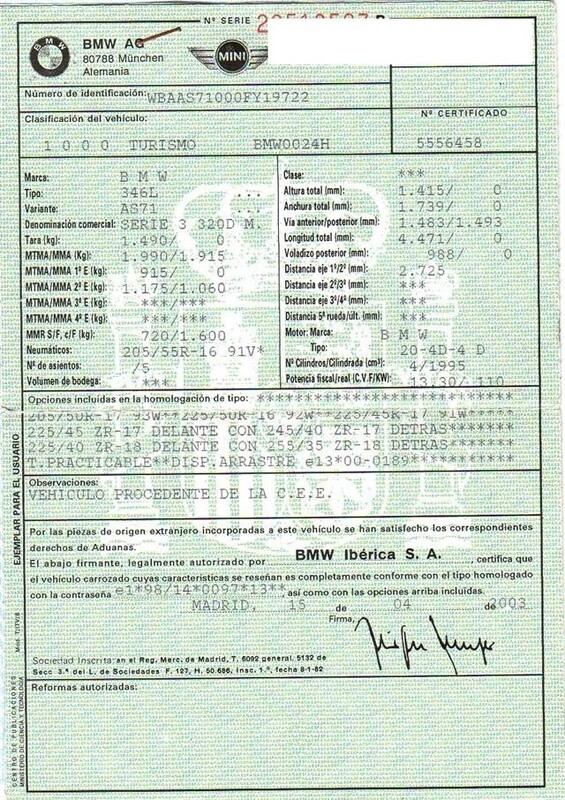 Nº SERIE
BMW AG
80788 München
Alemania
BMW
MINI
Número de identificación: WBAAS71000FY19722
Clasificación del vehículo:
1000 TURISMO BMW0024H
Nº CERTIFICADO
5556458
Marca: BMW
Tipo: 346L ...
Variante: AS71 ...
Denominación comercial: SERIE 3 320D M.
Tara (kg): 1.490/ 0
MTMA/MMA (Kg): 1.990/1.915
MTMA/MMA 1º E (kg): 915/ 0
MTMA/MMA 2º E (kg): 1.175/1.060
MTMA/MMA 3º E (kg): ***/***
MTMA/MMA 4º E (kg): ***/***
MMR S/F, c/F (kg): 720/1.600
Neumáticos: 205/55R-16 91V*
Nº de asientos: /5
Volumen de bodega: ***
Clase: ***
Altura total (mm): 1.415/ 0
Anchura total (mm): 1.739/ 0
Vía anterior/posterior (mm): 1.483/1.493
Longitud total (mm): 4.471/ 0
Voladizo posterior (mm): 988/ 0
Distancia eje 1º/2º (mm): 2.725
Distancia eje 2º/3º (mm): ***
Distancia eje 3º/4º (mm): ***
Distancia 5ª rueda/últ. (mm): ***
Motor: Marca: BMW
Tipo: 20-4D-4 D
Nº Cilindros/Cilindrada (cm³): 4/1995
Potencia fiscal/real (C.V.F/KW): 13,30/ 110
Opciones incluidas en la homologación de tipo: ************************
205/50R-17 93W**225/50R-16 92W**225/45R-17 91W*****
225/45 ZR-17 DELANTE CON 245/40 ZR-17 DETRAS*******
225/40 ZR-18 DELANTE CON 255/35 ZR-18 DETRAS*******
T.PRACTICABLE**DISP.ARRASTRE e13*00-0189***********
Observaciones:
VEHICULO PROCEDENTE DE LA C.E.E.
Por las piezas de origen extranjero incorporadas a este vehículo se han satisfecho los correspondientes
derechos de Aduanas.
El abajo firmante, legalmente autorizado por BMW Ibérica S. A., certifica que
el vehículo carrozado cuyas características se reseñan es completamente conforme con el tipo homologado
con la contraseña e1*98/14*0097*13** así como con las opciones arriba incluidas.
MADRID, 15 de 04 de 2003
Firma,
Sociedad Inscrita: en el Reg. Merc. de Madrid, T. 6092 general. 5132 de
Secc 3.ª del L. de Sociedades F. 127, H. 50.686, Insc. 1.ª, fecha 8-1-82
Reformas autorizadas:
EJEMPLAR PARA EL USUARIO
CENTRO DE PUBLICACIONES
MINISTERIO DE CIENCIA Y TECNOLOGIA